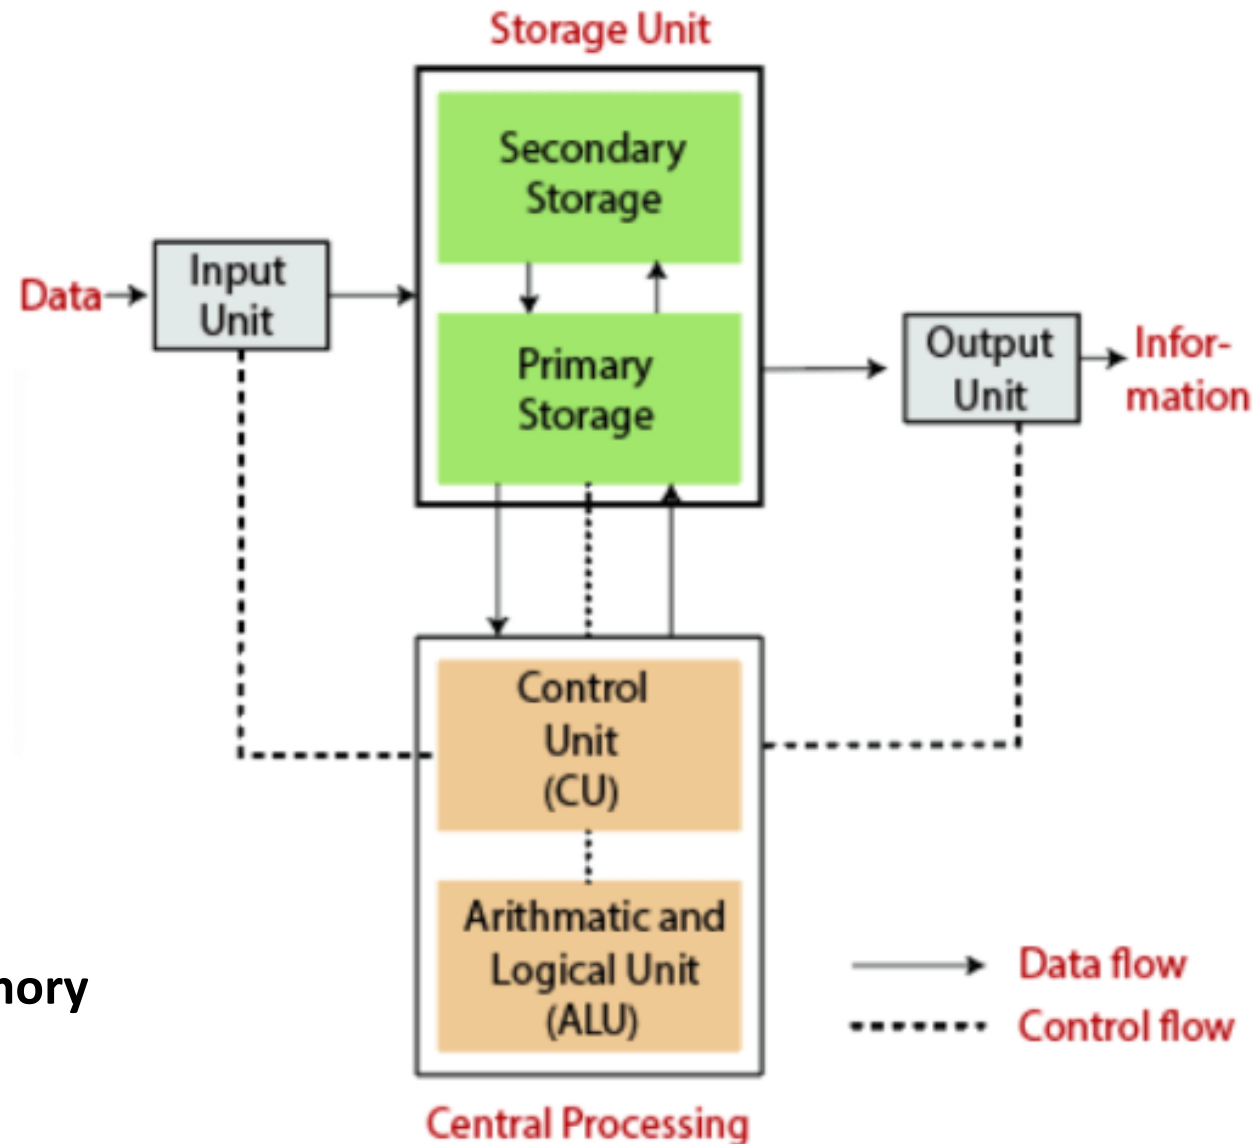 Storage Unit
Secondary
Storage
Data
Input
Unit
Primary
Storage
Output
Unit
Infor-
mation
Control
Unit
(CU)
Arithmatic and
Logical Unit
(ALU)
Data flow
Control flow
Central Processing